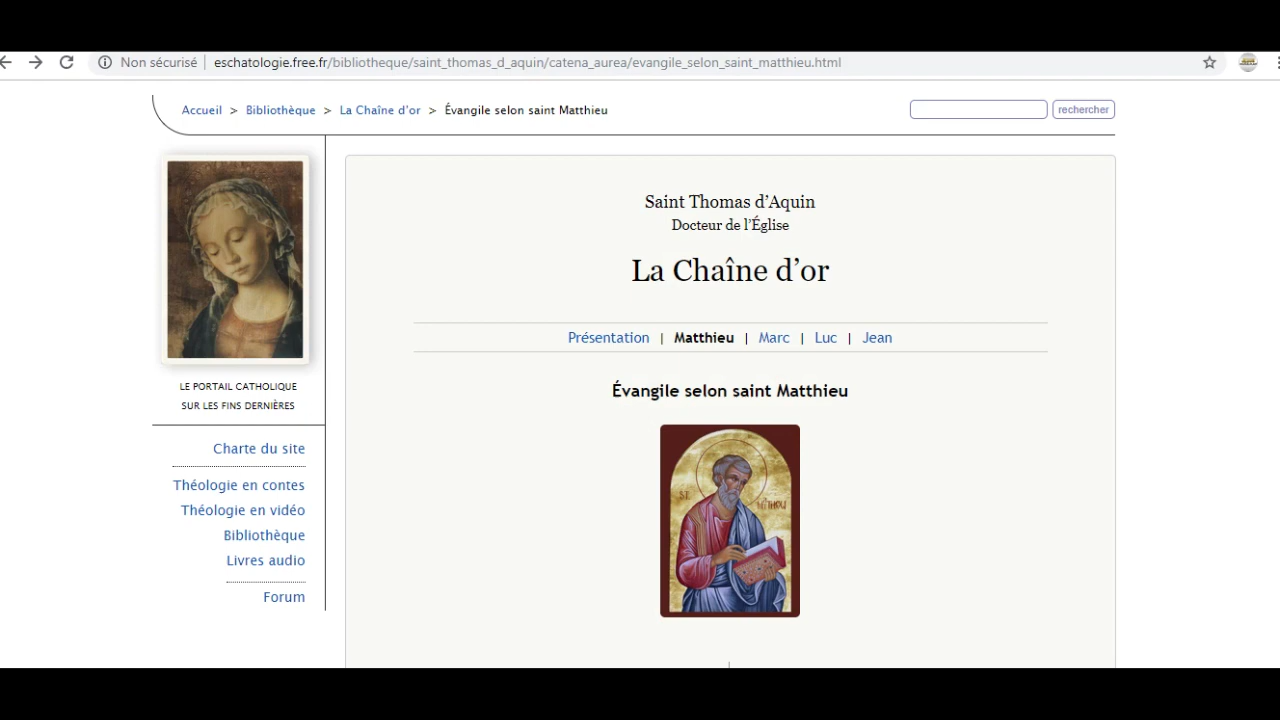 Non sécurisé | eschatologie.free.fr/bibliotheque/saint_thomas_d_aquin/catena_aurea/evangile_selon_saint_matthieu.html
Accueil > Bibliothèque > La Chaîne d'or > Évangile selon saint Matthieu
rechercher
LE PORTAIL CATHOLIQUE
SUR LES FINS DERNIÈRES
Charte du site
Théologie en contes
Théologie en vidéo
Bibliothèque
Livres audio
Forum
Saint Thomas d’Aquin
Docteur de l’Église
La Chaîne d’or
Présentation | Matthieu | Marc | Luc | Jean
Évangile selon saint Matthieu